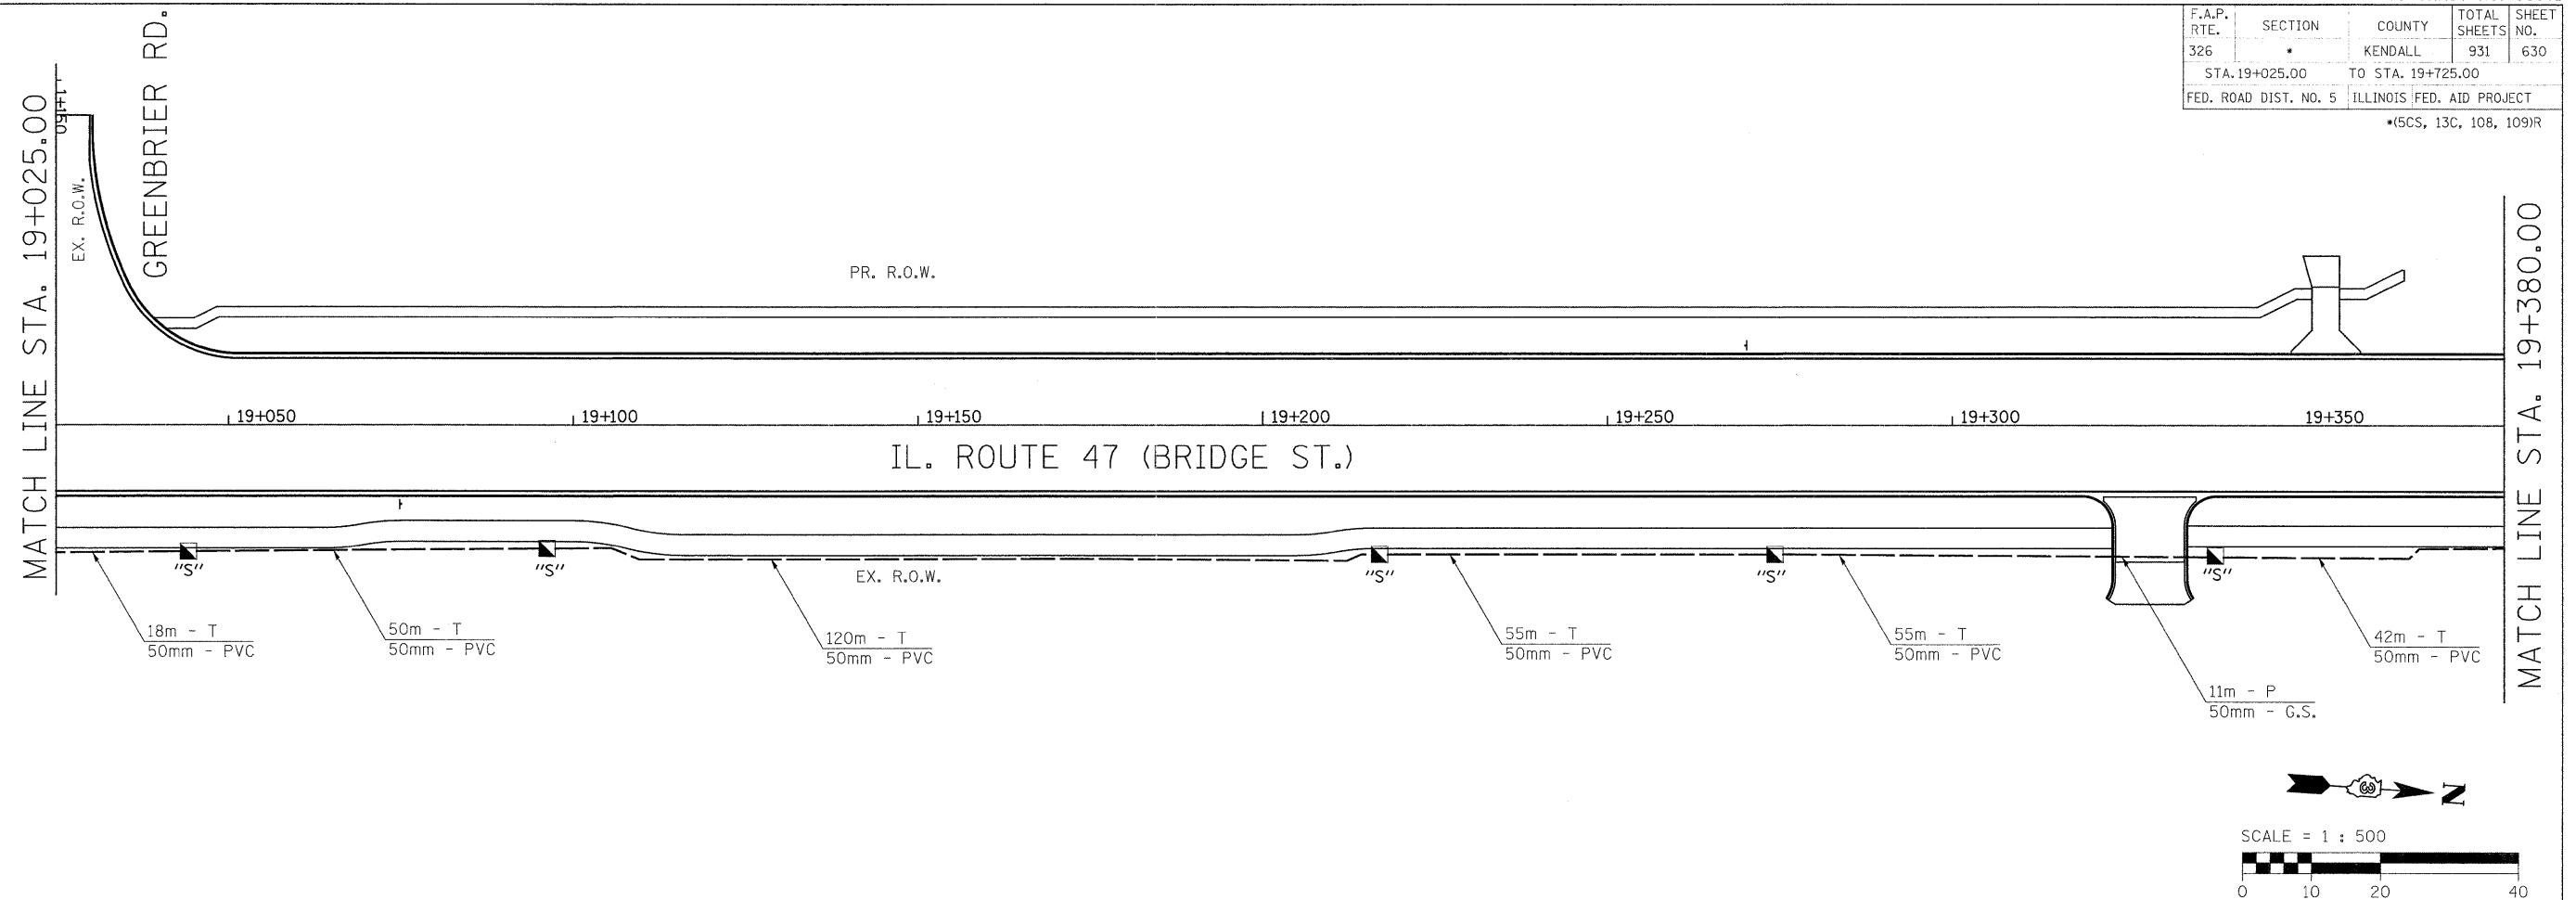 F.A.P. RTE. SECTION COUNTY TOTAL SHEETS SHEET NO.
326 * KENDALL 931 630
STA. 19+025.00 TO STA. 19+725.00
FED. ROAD DIST. NO. 5 ILLINOIS FED. AID PROJECT
*(5CS, 13C, 108, 109)R
MATCH LINE STA. 19+025.00
1+150
EX. R.O.W.
GREENBRIER RD.
PR. R.O.W.
MATCH LINE STA. 19+380.00
19+050 19+100 19+150 19+200 19+250 19+300 19+350
IL. ROUTE 47 (BRIDGE ST.)
"S" "S" "S" "S" "S"
EX. R.O.W.
18m - T
50mm - PVC
50m - T
50mm - PVC
120m - T
50mm - PVC
55m - T
50mm - PVC
55m - T
50mm - PVC
42m - T
50mm - PVC
11m - P
50mm - G.S.
3
N
SCALE = 1 : 500
0 10 20 40